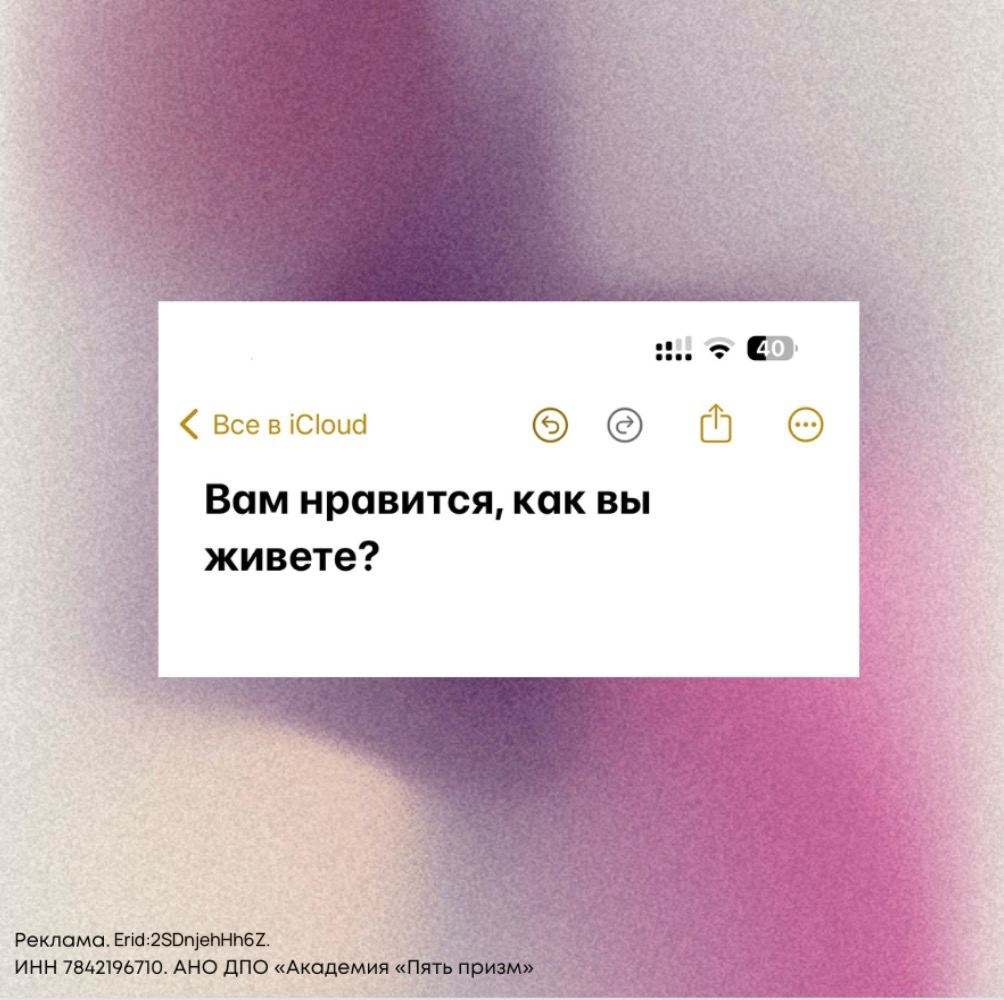 40
Все в iCloud
Вам нравится, как вы
живете?
Реклама. Erid:2SDnjehHh6Z.
ИНН 7842196710. АНО ДПО «Академия «Пять призм»